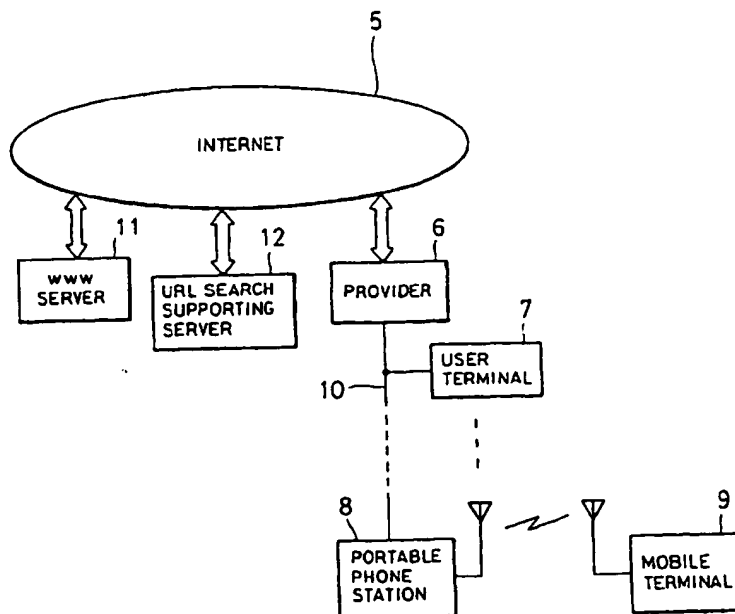 5
INTERNET
11
12
6
WWW
SERVER
URL SEARCH
SUPPORTING
SERVER
PROVIDER
7
USER
TERMINAL
10
8
9
PORTABLE
PHONE
STATION
MOBILE
TERMINAL